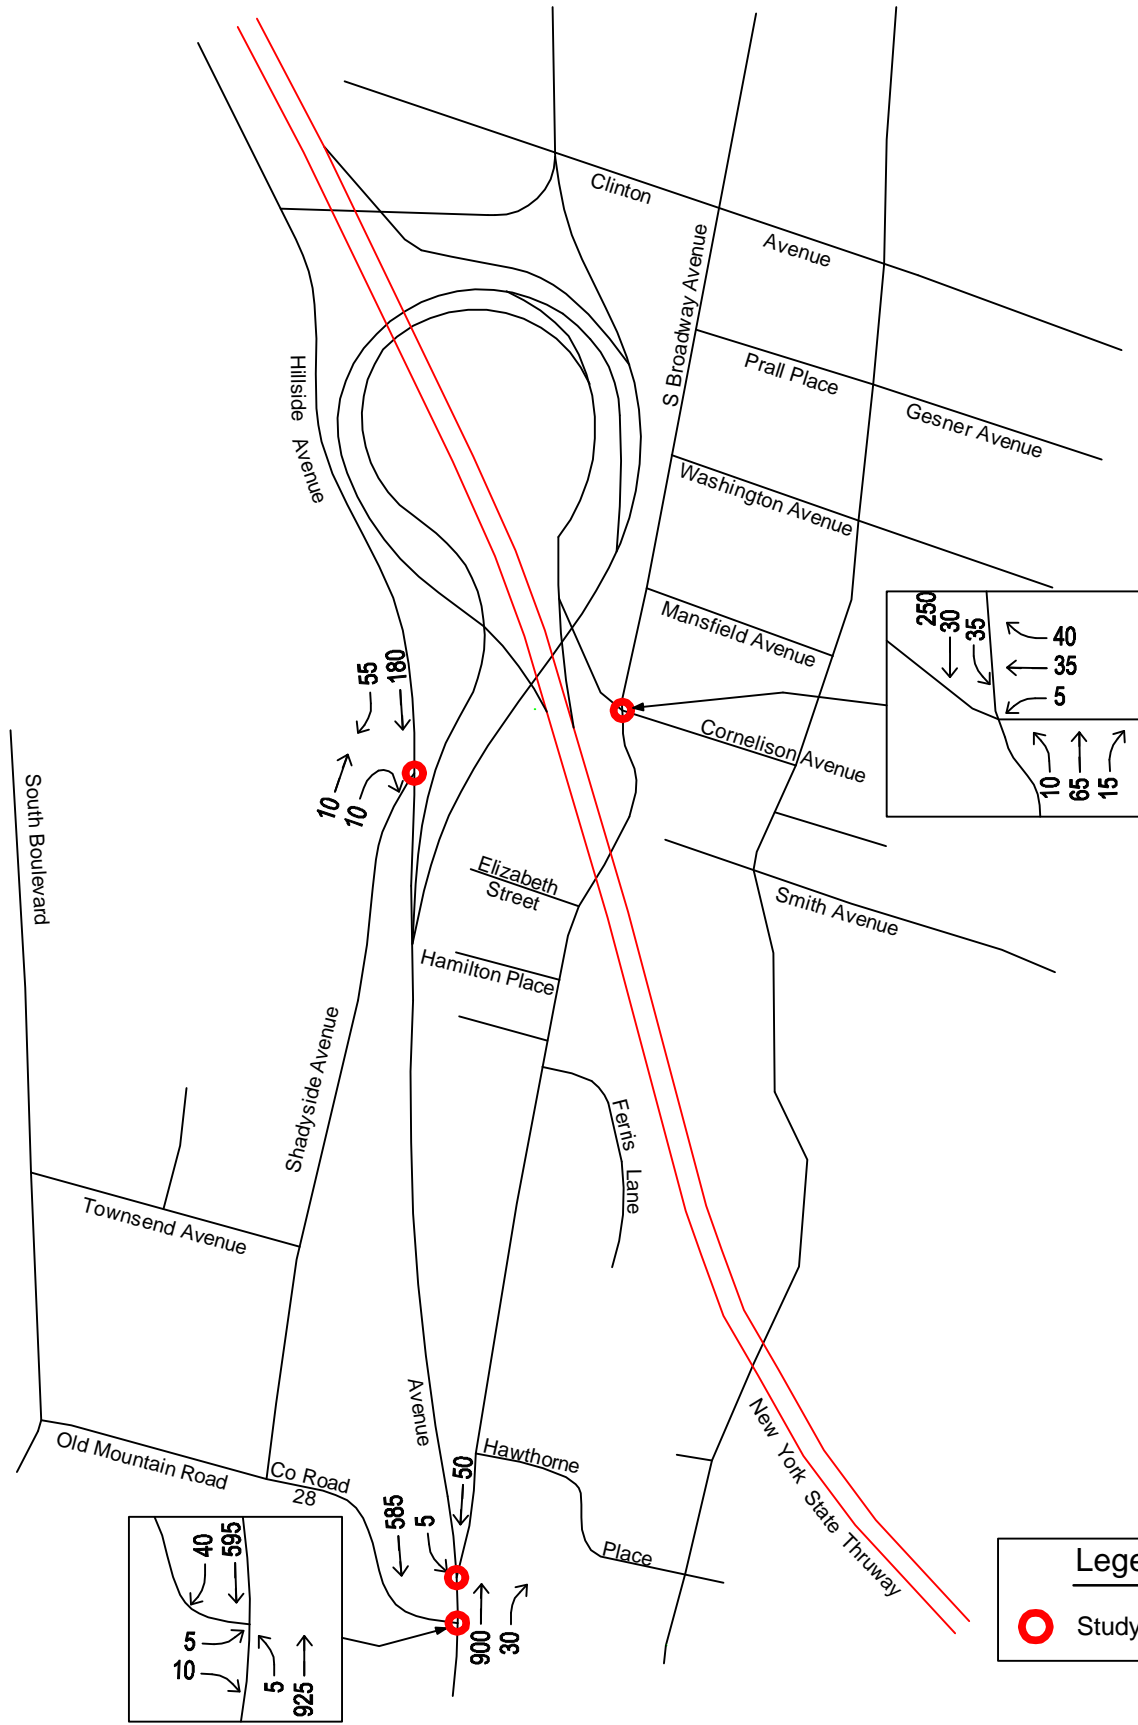 Clinton
Avenue
S Broadway Avenue
Prall Place
Gesner Avenue
Hillside Avenue
Washington Avenue
Mansfield Avenue
250
30
35
40
35
5
10
65
15
55
180
10
10
Cornelison Avenue
South Boulevard
Elizabeth
Street
Smith Avenue
Hamilton Place
Shadyside Avenue
Ferris Lane
Townsend Avenue
Avenue
New York State Thruway
Old Mountain Road
Co Road
28
Hawthorne
Place
50
585
5
900
30
40
595
5
10
5
925
Lege
Study